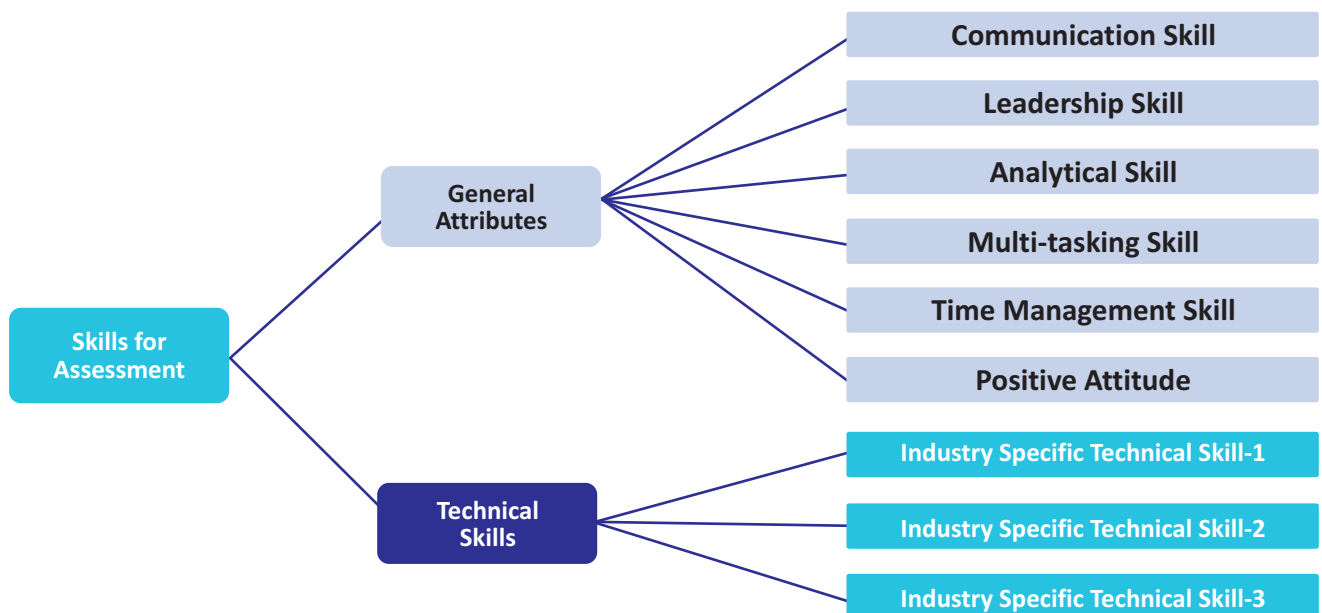 Skills for
Assessment
General
Attributes
Communication Skill
Leadership Skill
Analytical Skill
Multi-tasking Skill
Time Management Skill
Positive Attitude
Technical
Skills
Industry Specific Technical Skill-1
Industry Specific Technical Skill-2
Industry Specific Technical Skill-3